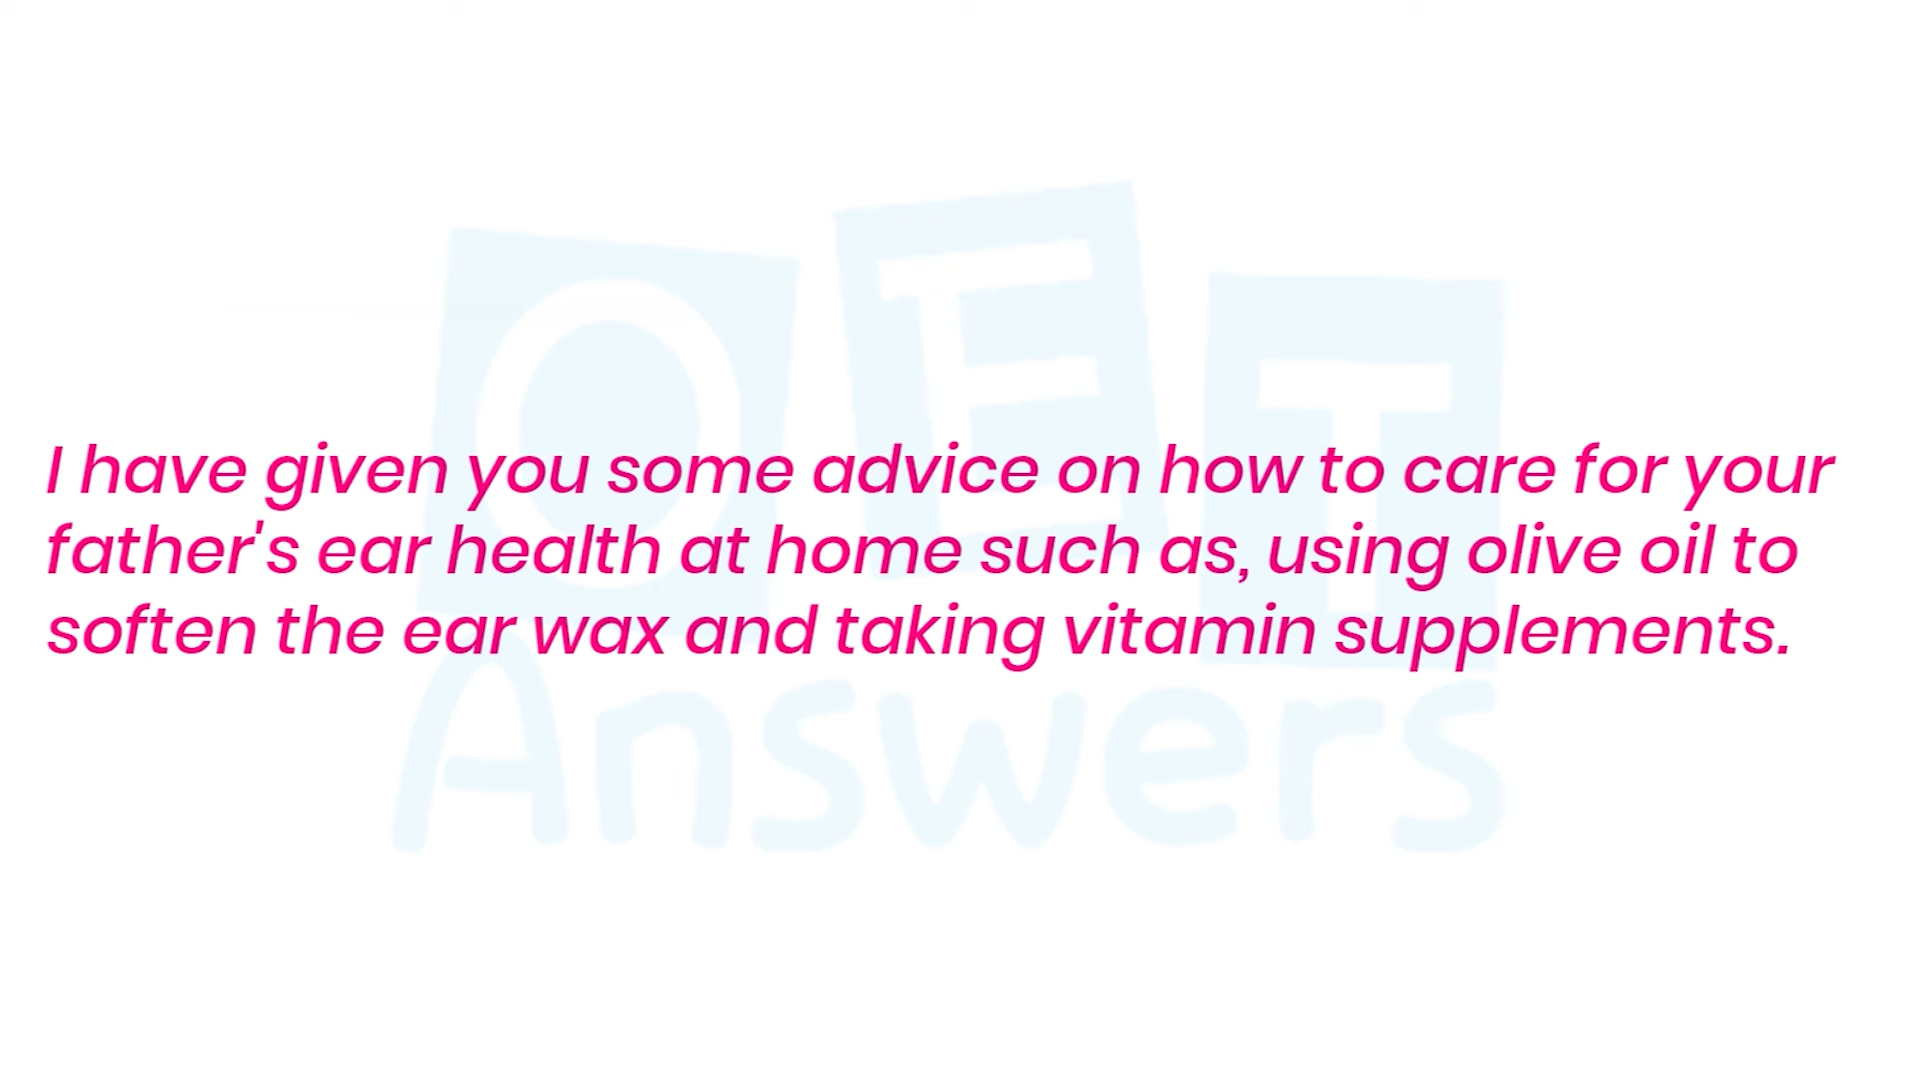 OET
I have given you some advice on how to care for your
father's ear health at home such as, using olive oil to
soften the ear wax and taking vitamin supplements.
Answers